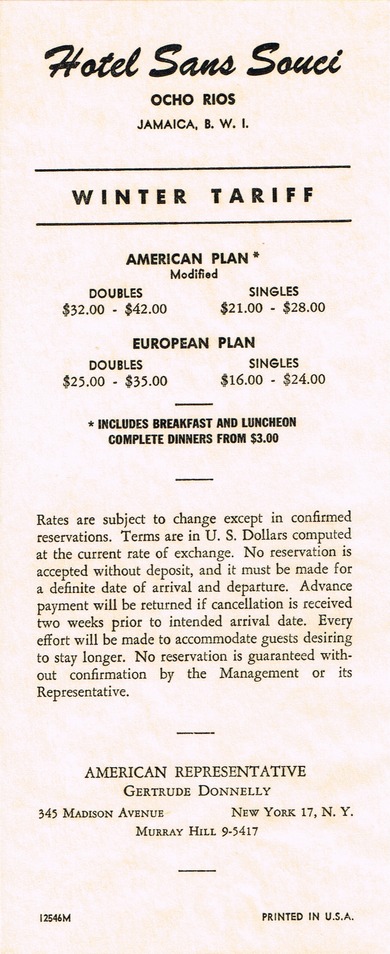 Hotel Sans Souci
OCHO RIOS
JAMAICA, B. W. I.
WINTER TARIFF
AMERICAN PLAN *
Modified
DOUBLES SINGLES
$32.00 - $42.00 $21.00 - $28.00
EUROPEAN PLAN
DOUBLES SINGLES
$25.00 - $35.00 $16.00 - $24.00
* INCLUDES BREAKFAST AND LUNCHEON
COMPLETE DINNERS FROM $3.00
Rates are subject to change except in confirmed
reservations. Terms are in U. S. Dollars computed
at the current rate of exchange. No reservation is
accepted without deposit, and it must be made for
a definite date of arrival and departure. Advance
payment will be returned if cancellation is received
two weeks prior to intended arrival date. Every
effort will be made to accommodate guests desiring
to stay longer. No reservation is guaranteed with-
out confirmation by the Management or its
Representative.
AMERICAN REPRESENTATIVE
GERTRUDE DONNELLY
345 MADISON AVENUE NEW YORK 17, N. Y.
MURRAY HILL 9-5417
12546M PRINTED IN U.S.A.